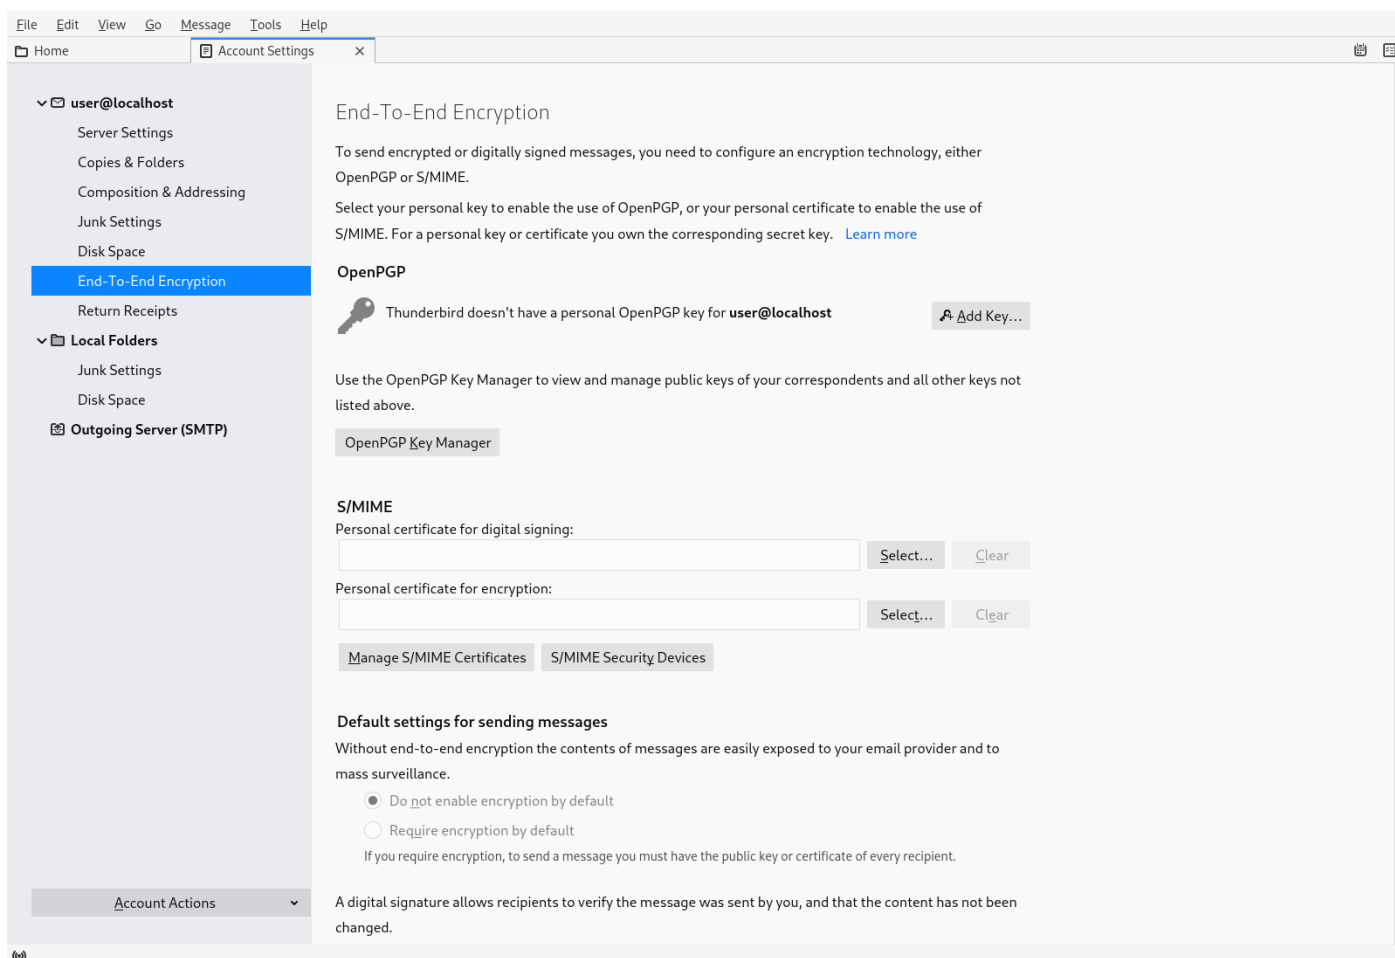 File Edit View Go Message Tools Help
Home Account Settings
user@localhost
Server Settings
Copies & Folders
Composition & Addressing
Junk Settings
Disk Space
End-To-End Encryption
Return Receipts
Local Folders
Junk Settings
Disk Space
Outgoing Server (SMTP)
Account Actions
End-To-End Encryption
To send encrypted or digitally signed messages, you need to configure an encryption technology, either
OpenPGP or S/MIME.
Select your personal key to enable the use of OpenPGP, or your personal certificate to enable the use of
S/MIME. For a personal key or certificate you own the corresponding secret key. Learn more
OpenPGP
Thunderbird doesn't have a personal OpenPGP key for user@localhost
Add Key...
Use the OpenPGP Key Manager to view and manage public keys of your correspondents and all other keys not
listed above.
OpenPGP Key Manager
S/MIME
Personal certificate for digital signing:
Select... Clear
Personal certificate for encryption:
Select... Clear
Manage S/MIME Certificates S/MIME Security Devices
Default settings for sending messages
Without end-to-end encryption the contents of messages are easily exposed to your email provider and to
mass surveillance.
Do not enable encryption by default
Require encryption by default
If you require encryption, to send a message you must have the public key or certificate of every recipient.
A digital signature allows recipients to verify the message was sent by you, and that the content has not been
changed.